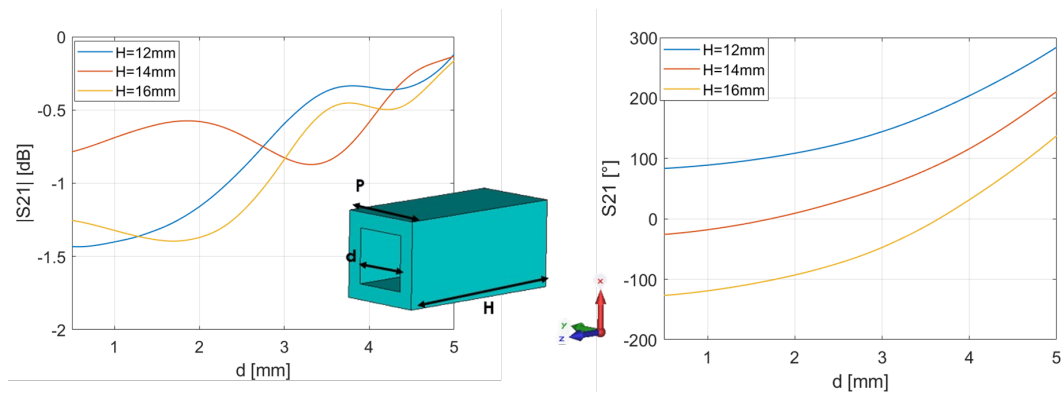 0
-0.5
-1
-1.5
-2
|S21| [dB]
H=12mm
H=14mm
H=16mm
1
2
3
4
5
d [mm]
P
d
H
x
y
z
300
200
100
0
-100
-200
S21 [°]
H=12mm
H=14mm
H=16mm
1
2
3
4
5
d [mm]